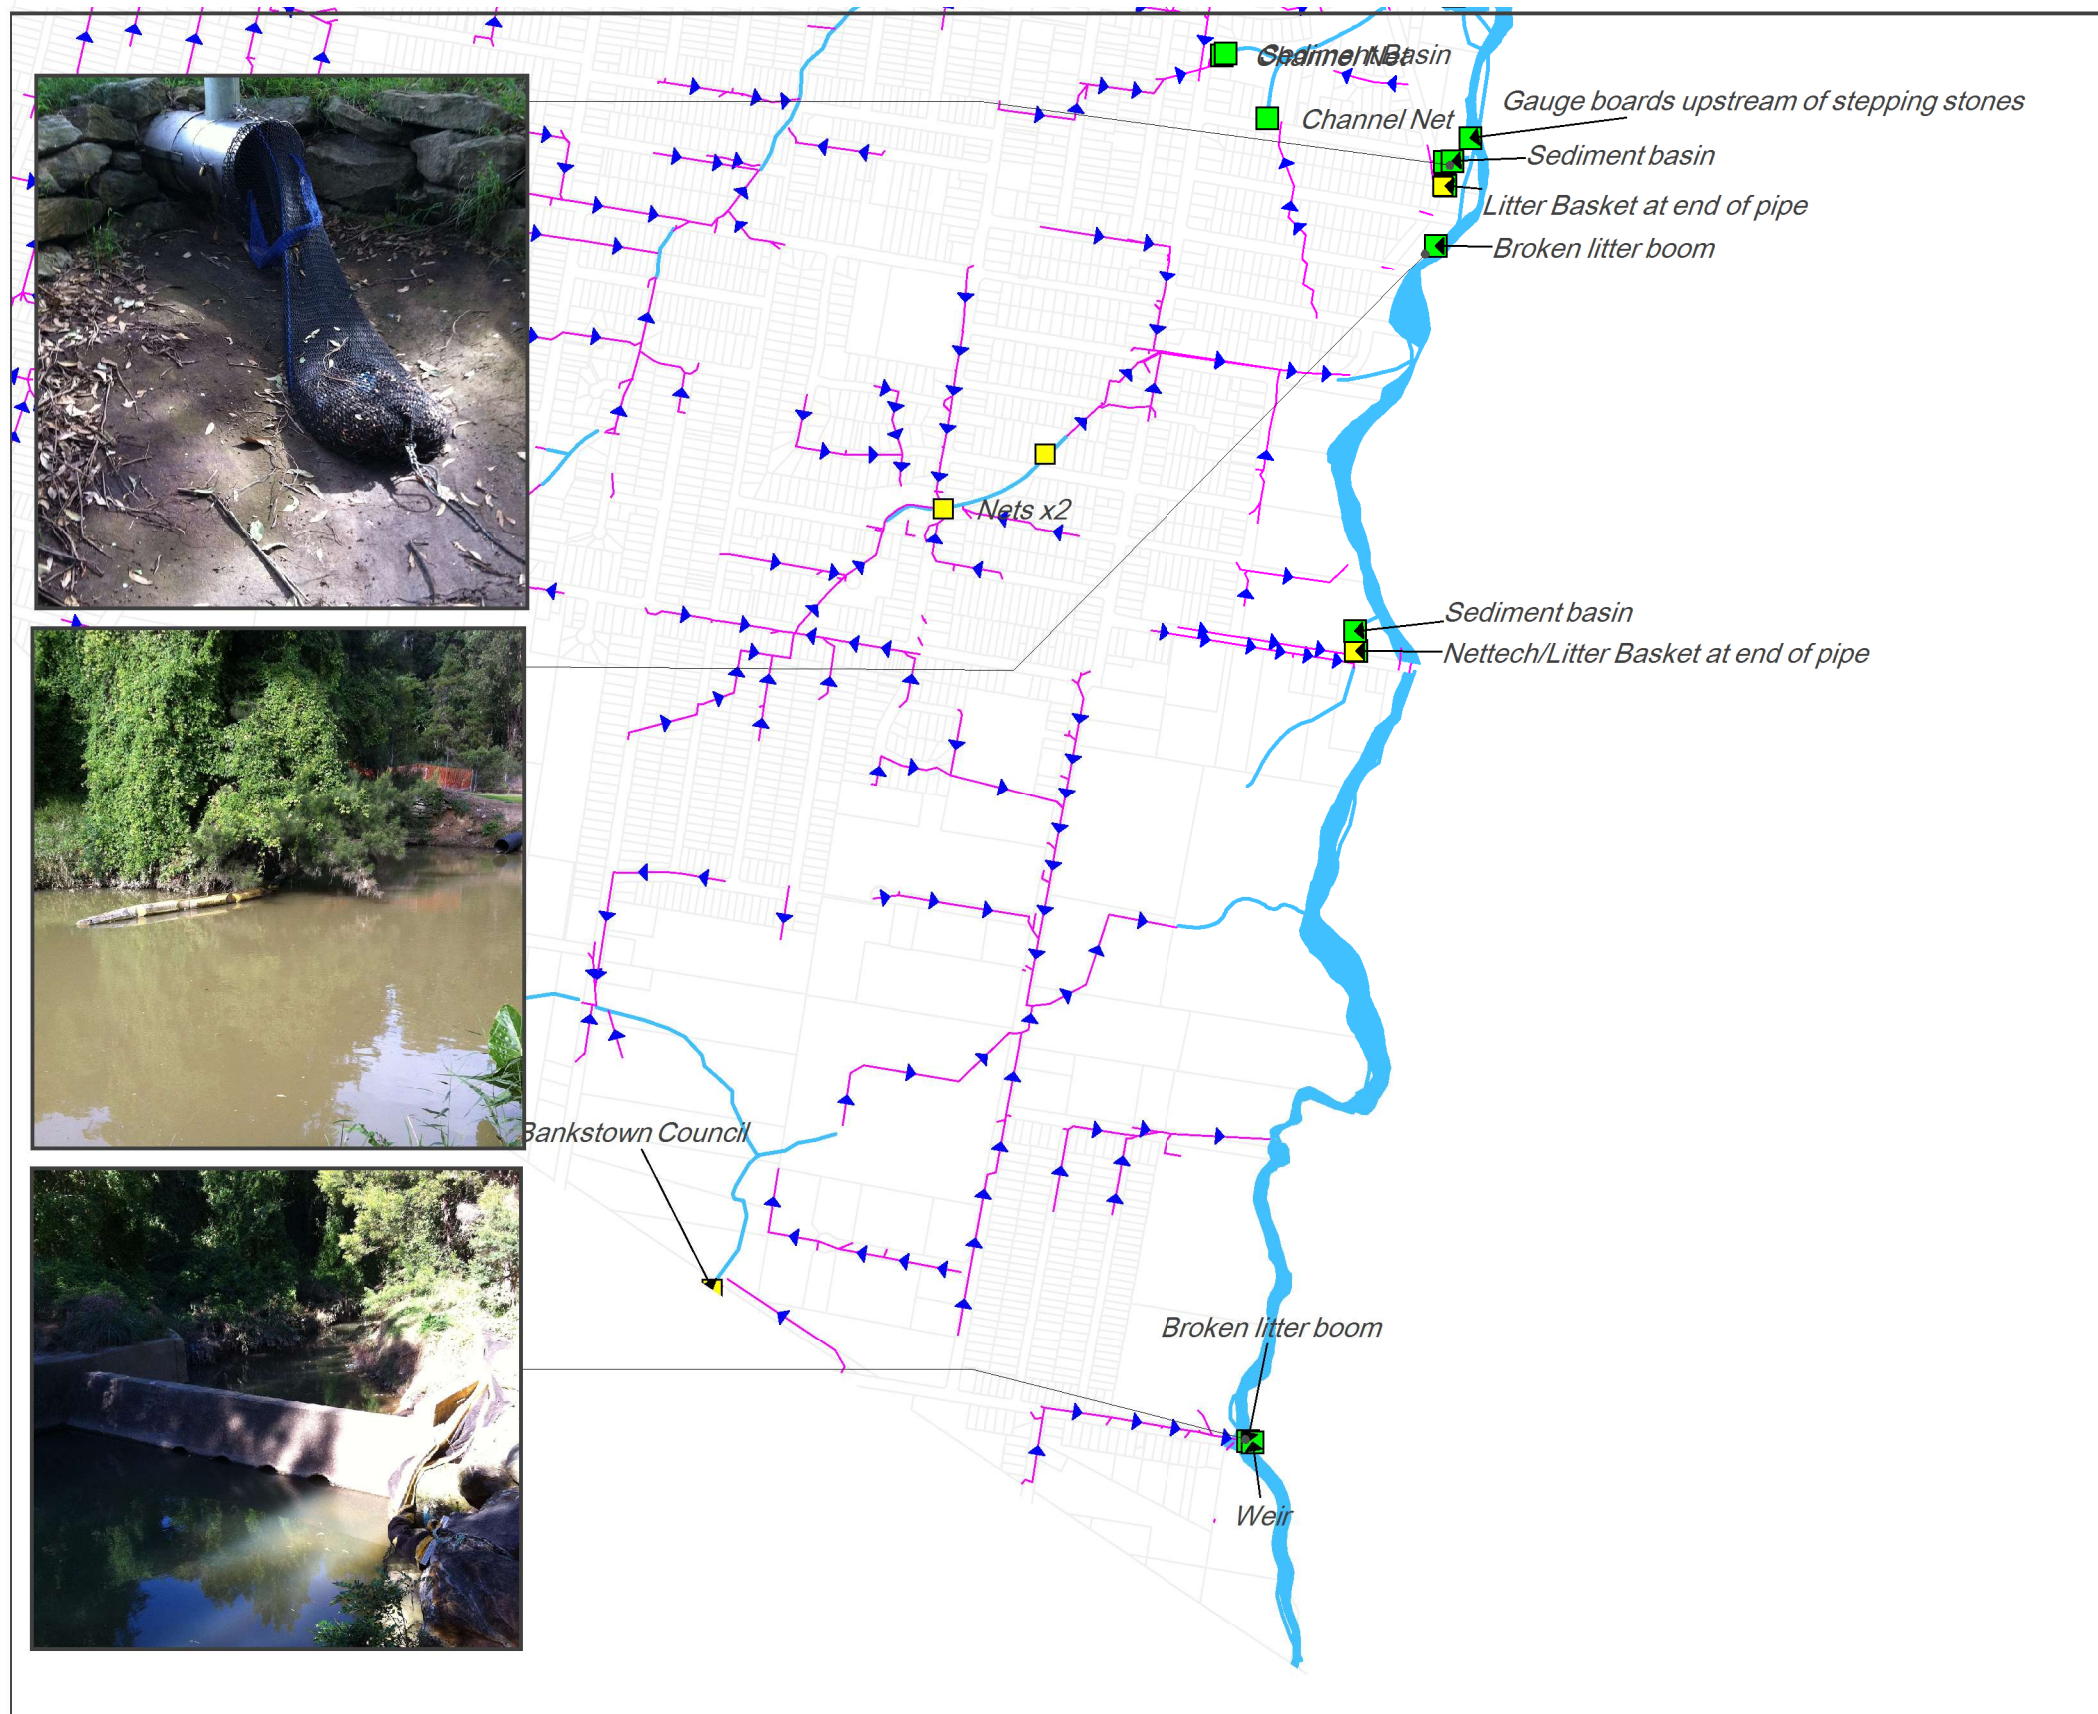 Sediment Basin
Channel Net
Channel Net
Gauge boards upstream of stepping stones
Sediment basin
Litter Basket at end of pipe
Broken litter boom
Nets x2
Sediment basin
Nettech/Litter Basket at end of pipe
Bankstown Council
Broken litter boom
Weir